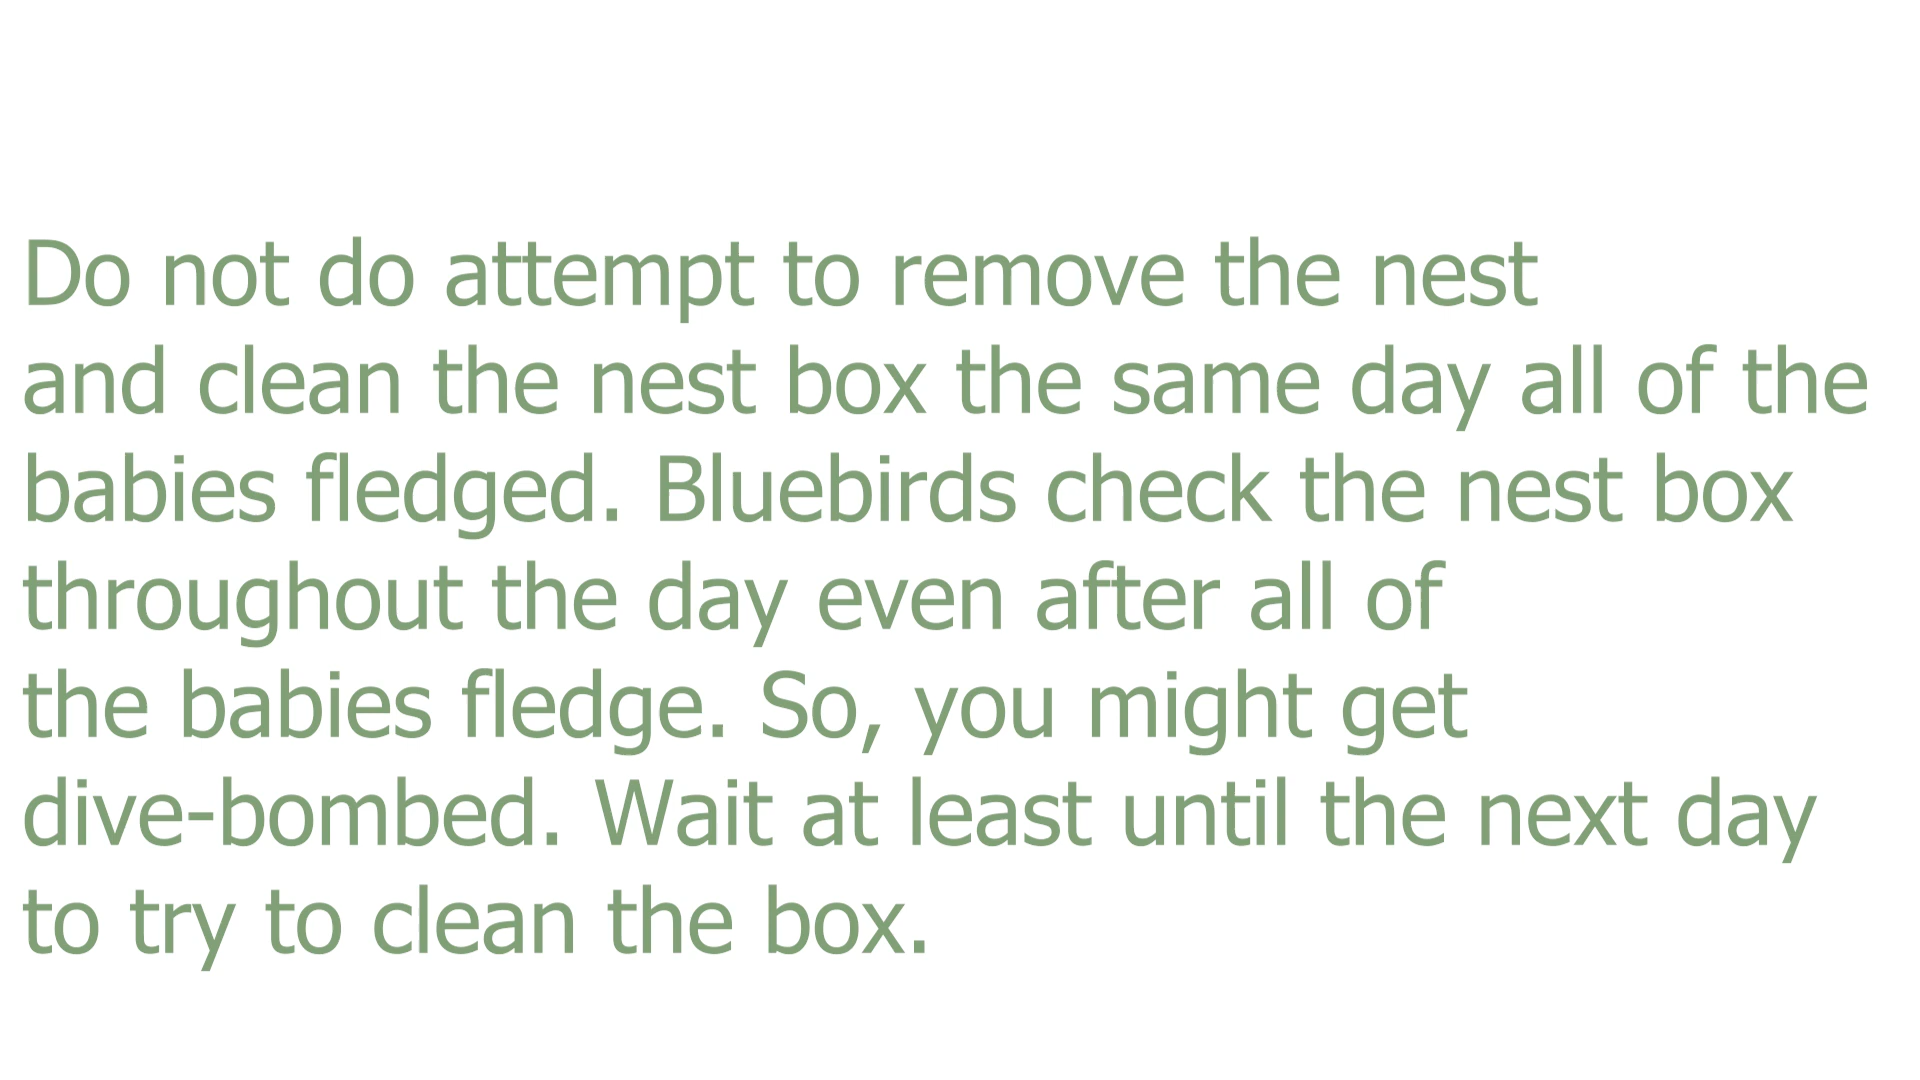 Do not do attempt to remove the nest
and clean the nest box the same day all of the
babies fledged. Bluebirds check the nest box
throughout the day even after all of
the babies fledge. So, you might get
dive-bombed. Wait at least until the next day
to try to clean the box.